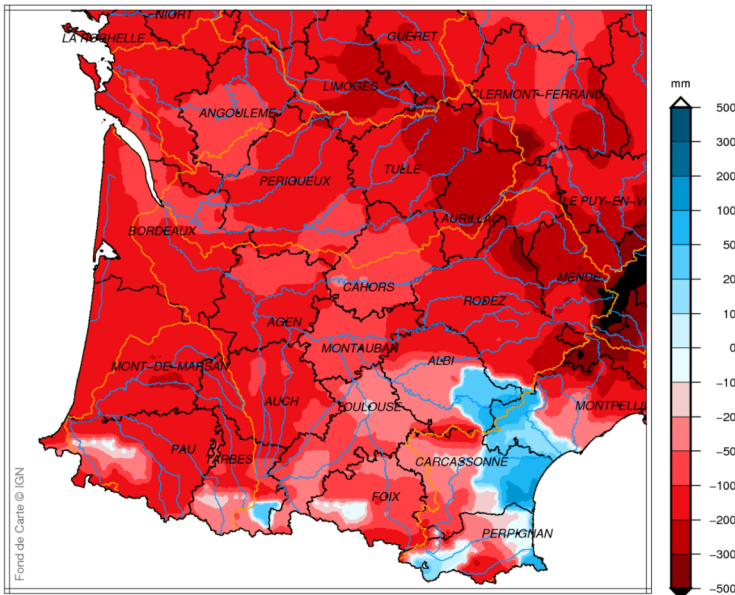 NIORT
LA ROCHELLE
GUERET
LIMOGES
CLERMONT-FERRAND
ANGOULEME
TULLE
PERIGUEUX
LE PUY-EN-V
AURILLAC
BORDEAUX
MENDE
CAHORS
RODEZ
AGEN
MONTAUBAN
ALBI
MONT-DE-MARSAN
AUCH
TOULOUSE
MONTPELLI
PAU
TARBES
CARCASSONNE
FOIX
PERPIGNAN
Fond de Carte © IGN
mm
500
300
200
100
50
10
0
-10
-20
-50
-100
-200
-300
-500